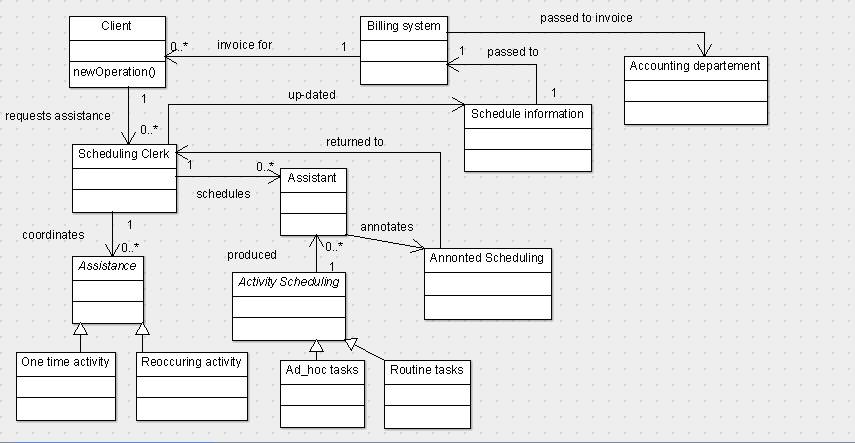 passed to invoice
Client
Billing system
0..*
invoice for
1
1
passed to
newOperation()
Accounting departement
1
1
up-dated
requests assistance
0..*
Schedule information
returned to
Scheduling Clerk
1
0..*
Assistant
schedules
1
annotates
coordinates
0..*
0..*
produced
1
Annonted Scheduling
Assistance
Activity Scheduling
One time activity
Reoccuring activity
Ad_hoc tasks
Routine tasks